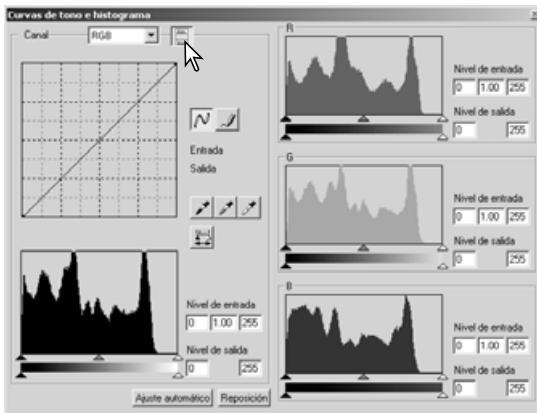 Curvas de tono e histograma
Canal RGB
Entrada
Salida
Nivel de entrada
0 1.00 255
Nivel de salida
0 255
Ajuste automático Reposición
R
Nivel de entrada
0 1.00 255
Nivel de salida
0 255
G
Nivel de entrada
0 1.00 255
Nivel de salida
0 255
B
Nivel de entrada
0 1.00 255
Nivel de salida
0 255